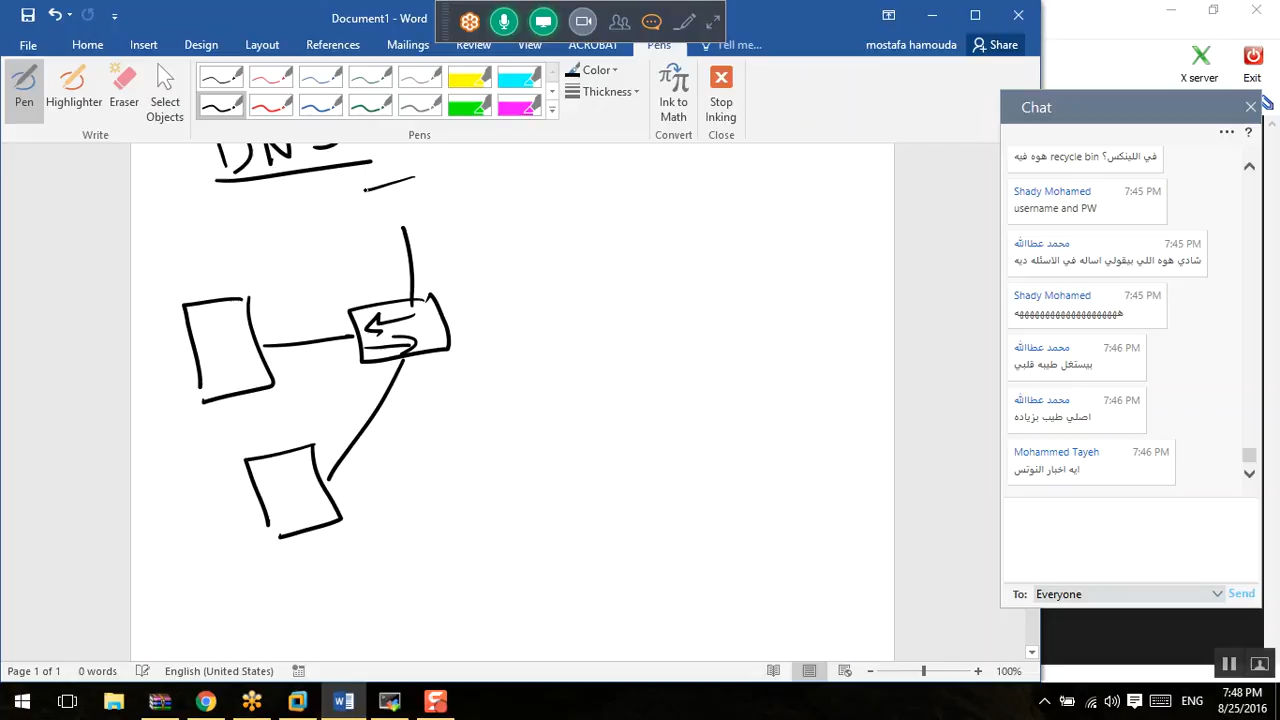 Document1 - Word
mostafa hamouda
Share
File
Home
Insert
Design
Layout
References
Mailings
Review
View
ACROBAT
Pens
Tell me...
Pen
Highlighter
Eraser
Select Objects
Color
Thickness
Ink to Math
Stop Inking
Write
Pens
Convert
Close
X server
Exit
Chat
هوه فيه recycle bin في اللينكس؟
Shady Mohamed 7:45 PM
username and PW
محمد عطاالله 7:45 PM
شادي هوه اللي بيقولي اساله في الاسئله ديه
Shady Mohamed 7:45 PM
هههههههههههههههههههه
محمد عطاالله 7:46 PM
بيستغل طيبه قلبي
محمد عطاالله 7:46 PM
اصلي طيب بزياده
Mohammed Tayeh 7:46 PM
ايه اخبار النوتس
To: Everyone Send
DNS
Page 1 of 1 0 words English (United States) 100%
ENG
7:48 PM
8/25/2016